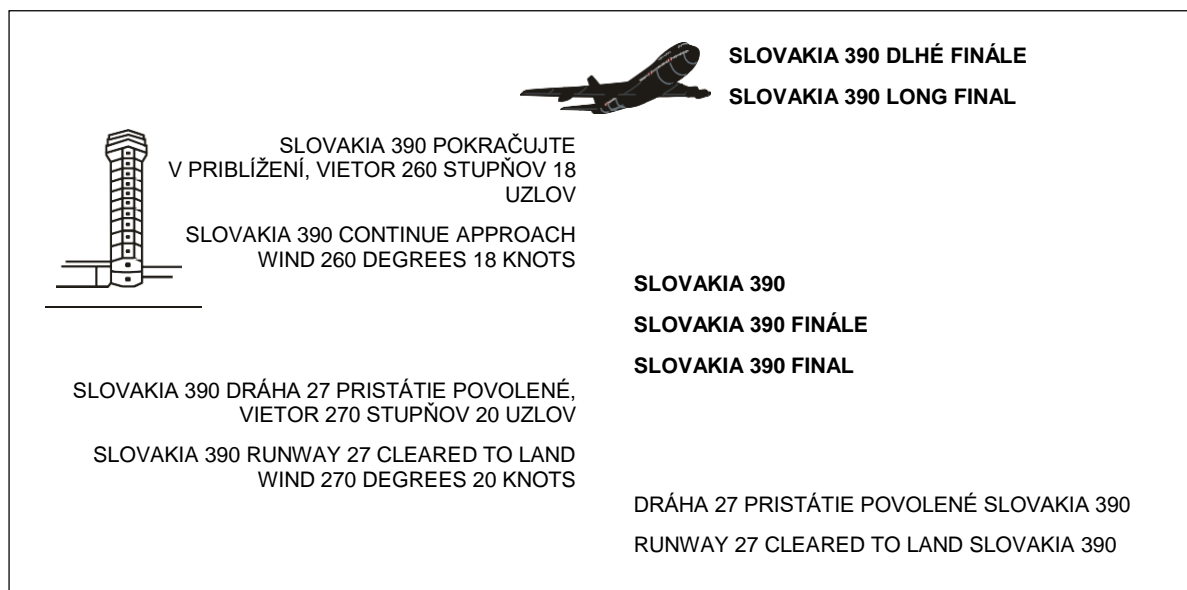 SLOVAKIA 390 DLHÉ FINÁLE
SLOVAKIA 390 LONG FINAL
SLOVAKIA 390 POKRAČUJTE
V PRIBLÍŽENÍ, VIETOR 260 STUPŇOV 18
UZLOV
SLOVAKIA 390 CONTINUE APPROACH
WIND 260 DEGREES 18 KNOTS
SLOVAKIA 390
SLOVAKIA 390 FINÁLE
SLOVAKIA 390 FINAL
SLOVAKIA 390 DRÁHA 27 PRISTÁTIE POVOLENÉ,
VIETOR 270 STUPŇOV 20 UZLOV
SLOVAKIA 390 RUNWAY 27 CLEARED TO LAND
WIND 270 DEGREES 20 KNOTS
DRÁHA 27 PRISTÁTIE POVOLENÉ SLOVAKIA 390
RUNWAY 27 CLEARED TO LAND SLOVAKIA 390